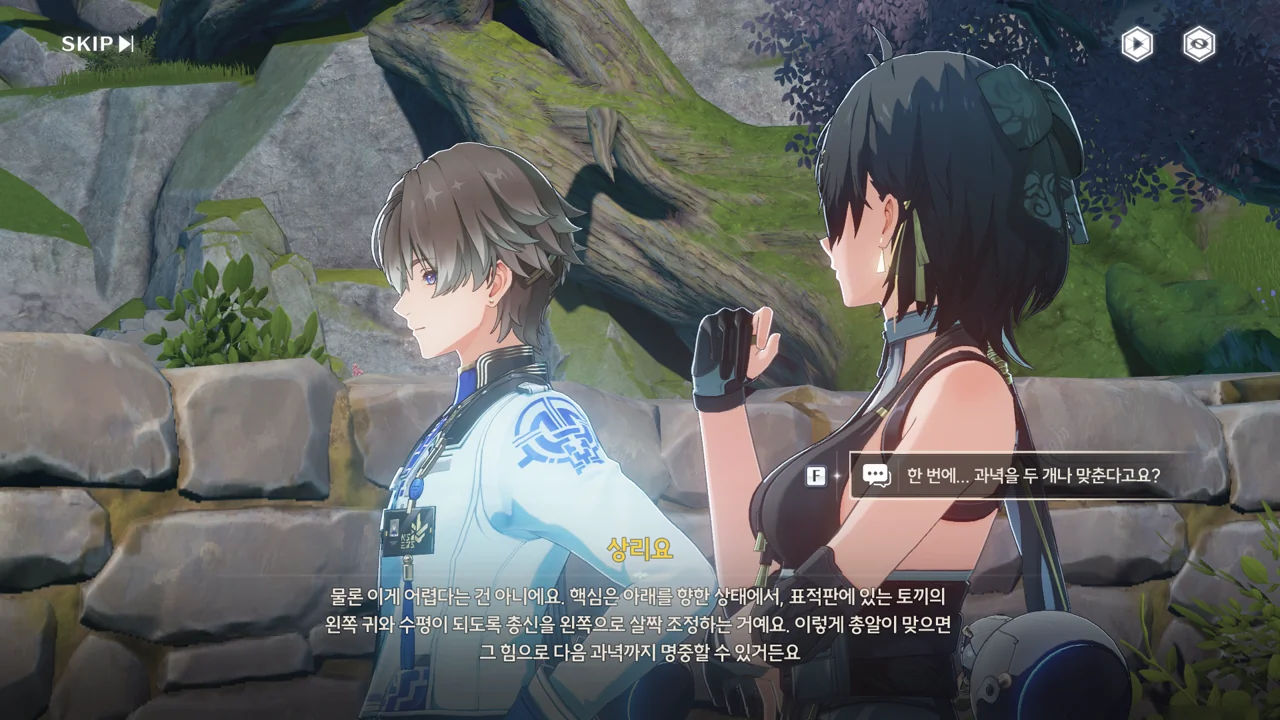 SKIP
F
한 번에... 과녁을 두 개나 맞춘다고요?
상리요
물론 이게 어렵다는 건 아니에요. 핵심은 아래를 향한 상태에서, 표적판에 있는 토끼의
왼쪽 귀와 수평이 되도록 총신을 왼쪽으로 살짝 조정하는 거예요. 이렇게 총알이 맞으면
그 힘으로 다음 과녁까지 명중할 수 있거든요